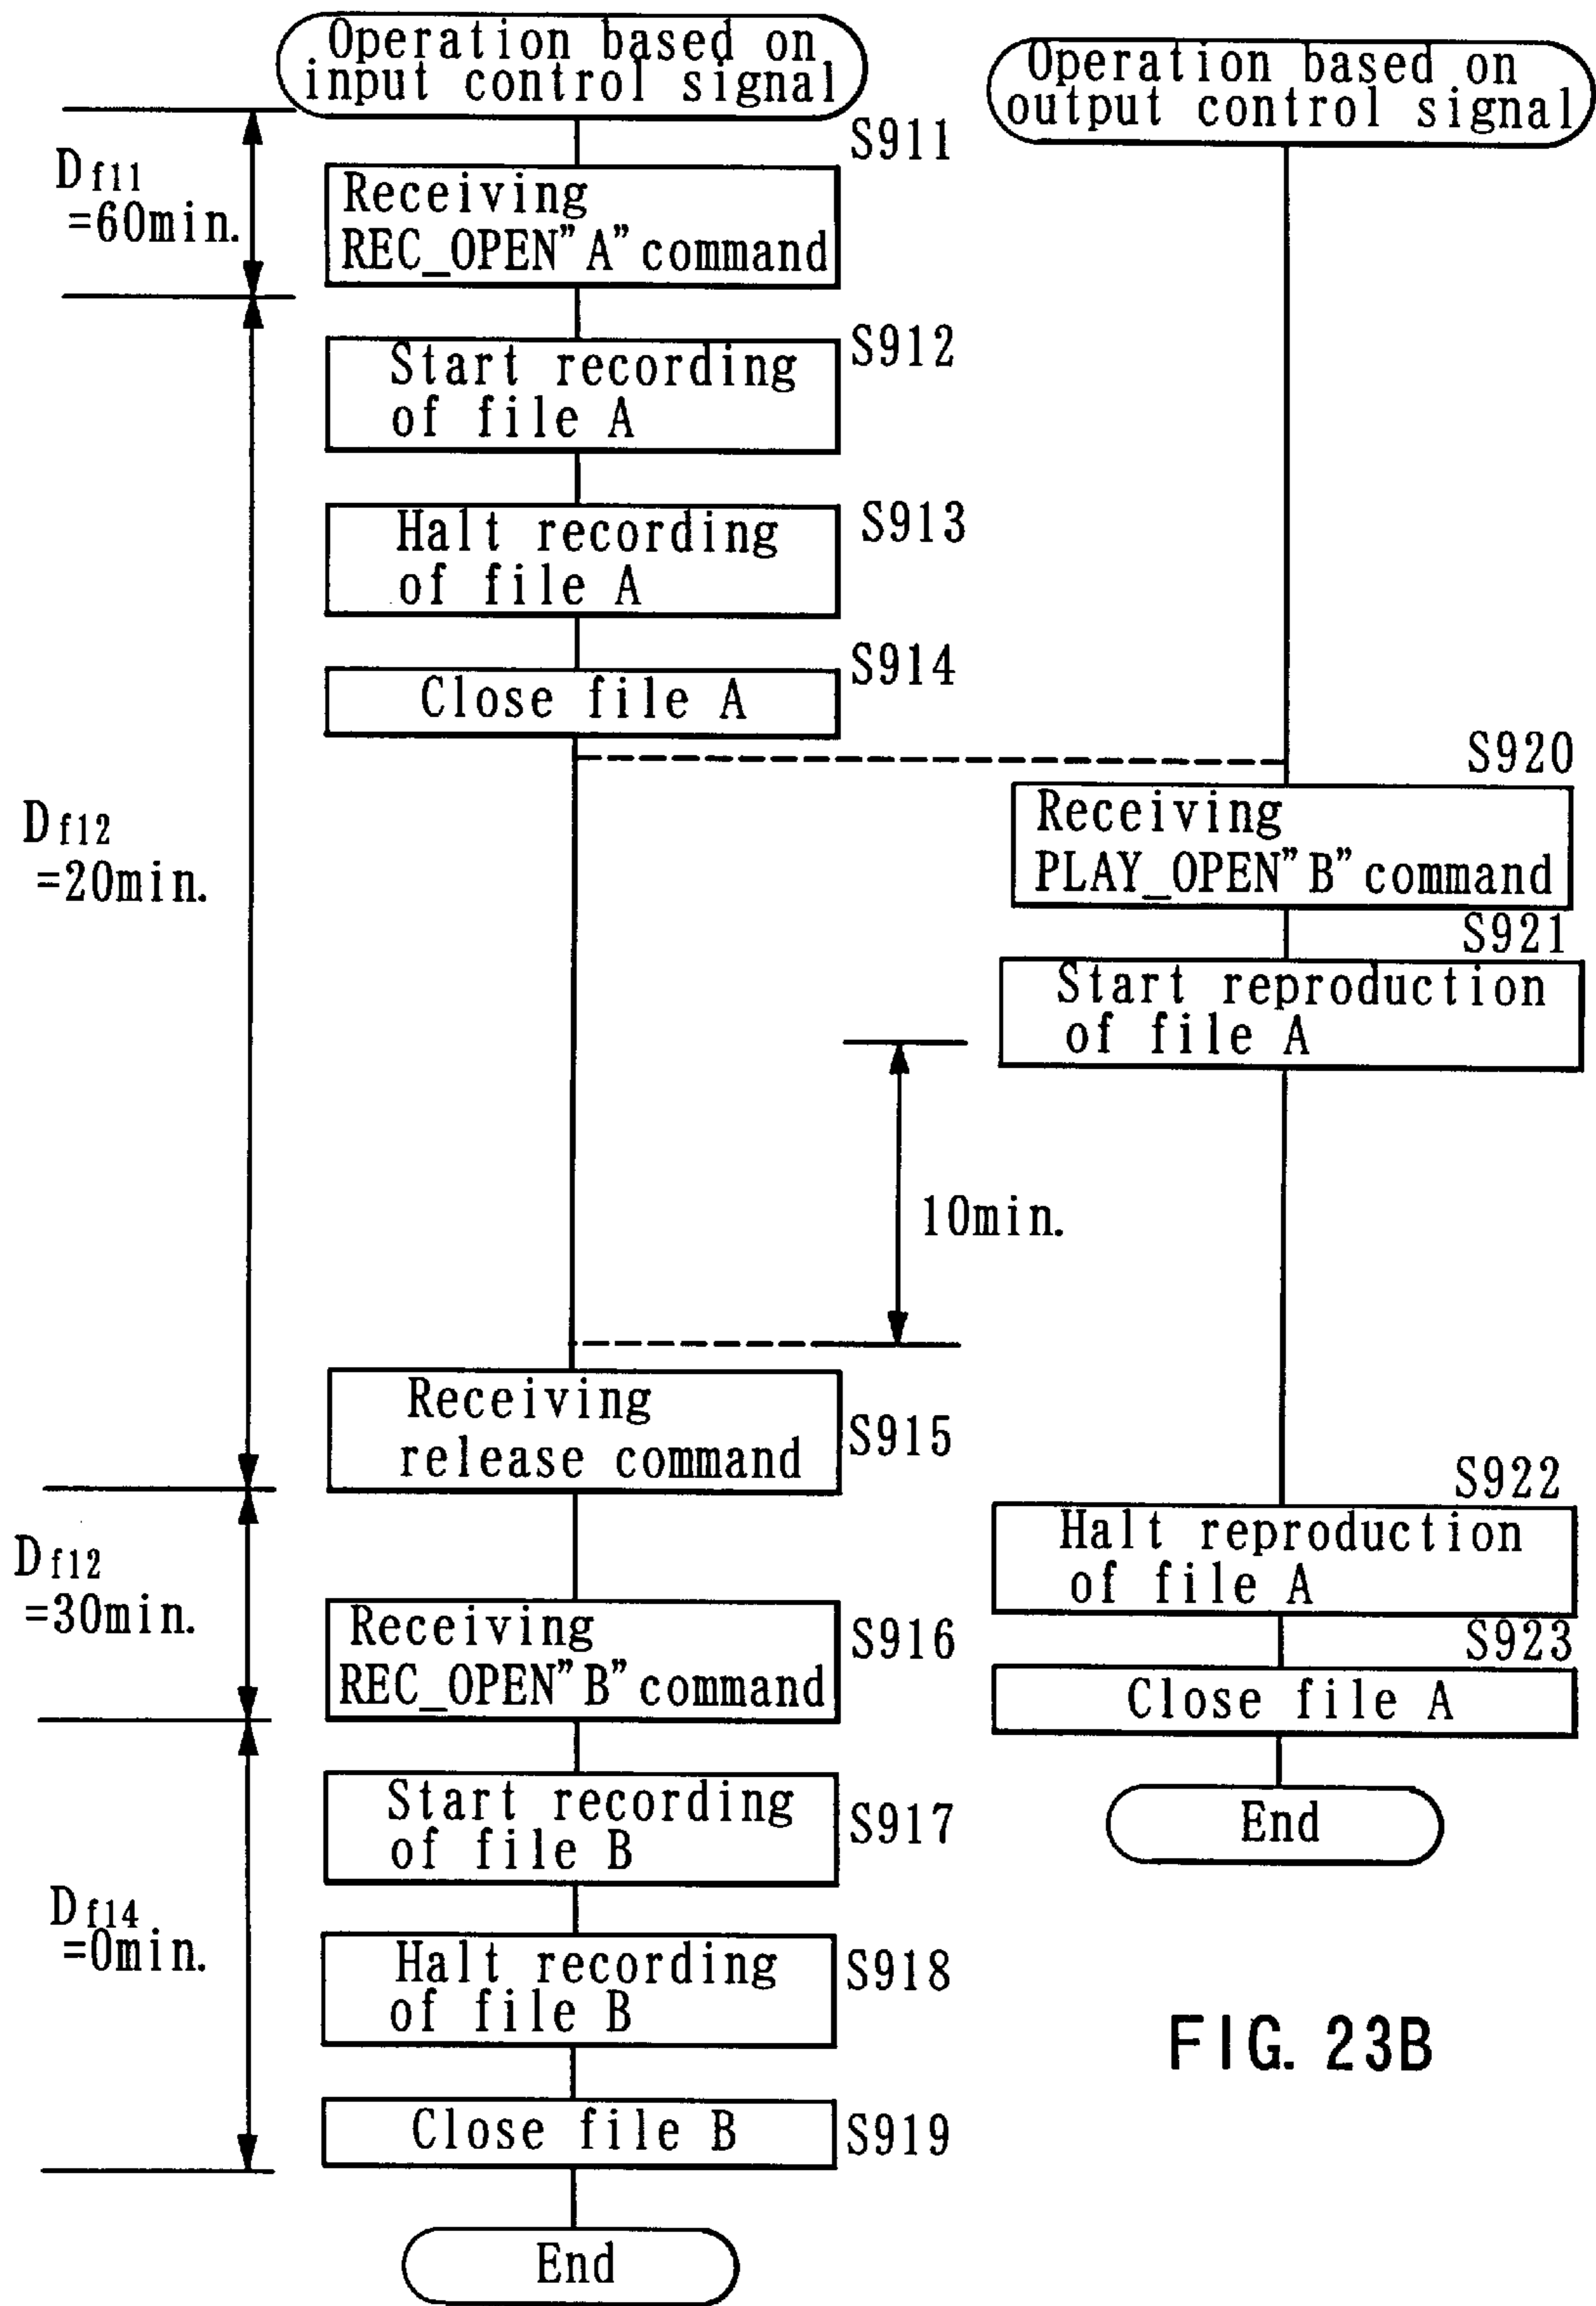 Operation based on
input control signal
Operation based on
output control signal
S911
Df11
=60min.
Receiving
REC_OPEN"A"command
S912
Start recording
of file A
S913
Halt recording
of file A
S914
Close file A
S920
Df12
=20min.
Receiving
PLAY_OPEN"B"command
S921
Start reproduction
of file A
10min.
Receiving
release command
S915
S922
Halt reproduction
of file A
Df12
=30min.
Receiving
REC_OPEN"B"command
S916
S923
Close file A
Start recording
of file B
S917
End
Df14
=0min.
Halt recording
of file B
S918
FIG. 23B
Close file B
S919
End